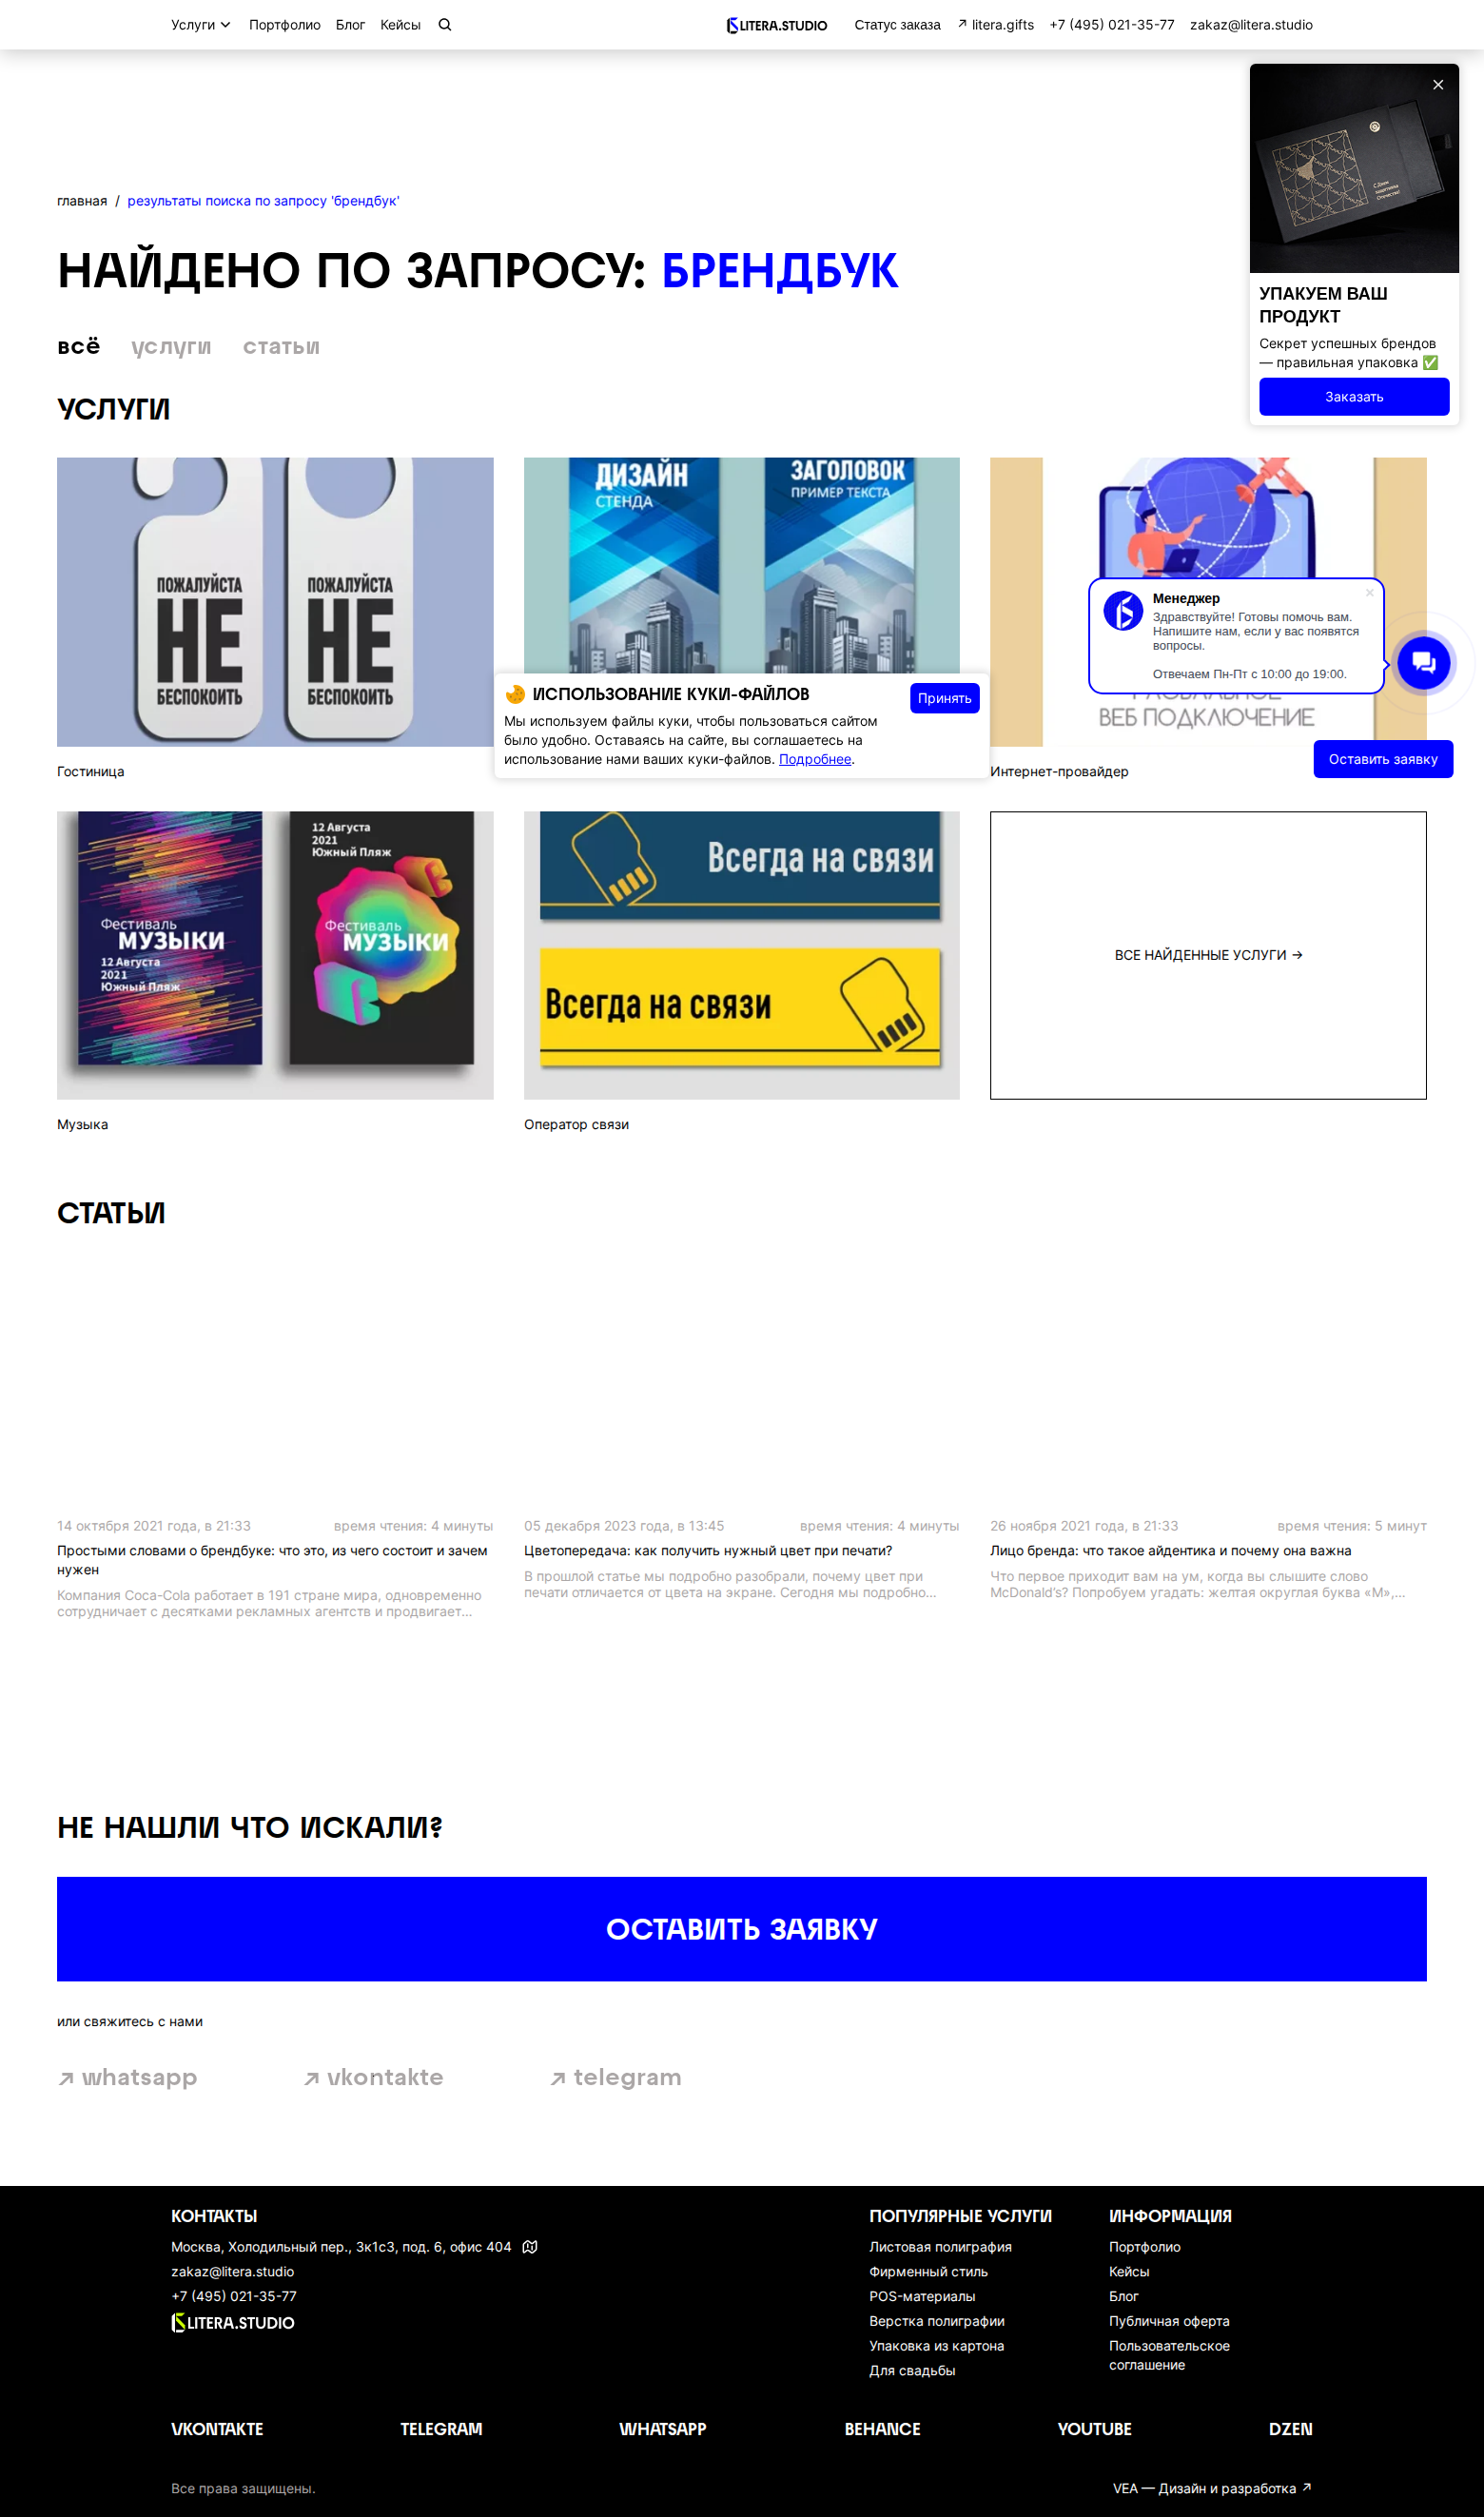 Услуги
Портфолио
Блог
Кейсы
LITERA.STUDIO
Статус заказа
↗ litera.gifts
+7 (495) 021-35-77
zakaz@litera.studio
главная / результаты поиска по запросу 'брендбук'
НАЙДЕНО ПО ЗАПРОСУ: БРЕНДБУК
всё
услуги
статьи
С Днем
защитника
Отечества!
УПАКУЕМ ВАШ
ПРОДУКТ
Секрет успешных брендов
— правильная упаковка ✅
Заказать
УСЛУГИ
ПОЖАЛУЙСТА
НЕ
БЕСПОКОИТЬ
ПОЖАЛУЙСТА
НЕ
БЕСПОКОИТЬ
Гостиница
ДИЗАЙН
СТЕНДА
ЗАГОЛОВОК
ПРИМЕР ТЕКСТА
ВЕБ ПОДКЛЮЧЕНИЕ
Интернет-провайдер
Менеджер
Здравствуйте! Готовы помочь вам.
Напишите нам, если у вас появятся
вопросы.
Отвечаем Пн-Пт с 10:00 до 19:00.
Оставить заявку
ИСПОЛЬЗОВАНИЕ КУКИ-ФАЙЛОВ
Принять
Мы используем файлы куки, чтобы пользоваться сайтом
было удобно. Оставаясь на сайте, вы соглашаетесь на
использование нами ваших куки-файлов. Подробнее.
Фестиваль
МУЗЫКИ
12 Августа
2021
Южный Пляж
12 Августа
2021
Южный Пляж
Фестиваль
МУЗЫКИ
Музыка
Всегда на связи
Всегда на связи
Оператор связи
ВСЕ НАЙДЕННЫЕ УСЛУГИ →
СТАТЬИ
14 октября 2021 года, в 21:33
время чтения: 4 минуты
Простыми словами о брендбуке: что это, из чего состоит и зачем
нужен
Компания Coca-Cola работает в 191 стране мира, одновременно
сотрудничает с десятками рекламных агентств и продвигает...
05 декабря 2023 года, в 13:45
время чтения: 4 минуты
Цветопередача: как получить нужный цвет при печати?
В прошлой статье мы подробно разобрали, почему цвет при
печати отличается от цвета на экране. Сегодня мы подробно...
26 ноября 2021 года, в 21:33
время чтения: 5 минут
Лицо бренда: что такое айдентика и почему она важна
Что первое приходит вам на ум, когда вы слышите слово
McDonald's? Попробуем угадать: желтая округлая буква «М»,...
НЕ НАШЛИ ЧТО ИСКАЛИ?
ОСТАВИТЬ ЗАЯВКУ
или свяжитесь с нами
↗ whatsapp
↗ vkontakte
↗ telegram
КОНТАКТЫ
Москва, Холодильный пер., 3к1с3, под. 6, офис 404
zakaz@litera.studio
+7 (495) 021-35-77
LITERA.STUDIO
ПОПУЛЯРНЫЕ УСЛУГИ
Листовая полиграфия
Фирменный стиль
POS-материалы
Верстка полиграфии
Упаковка из картона
Для свадьбы
ИНФОРМАЦИЯ
Портфолио
Кейсы
Блог
Публичная оферта
Пользовательское
соглашение
VKONTAKTE
TELEGRAM
WHATSAPP
BEHANCE
YOUTUBE
DZEN
Все права защищены.
VEA — Дизайн и разработка ↗